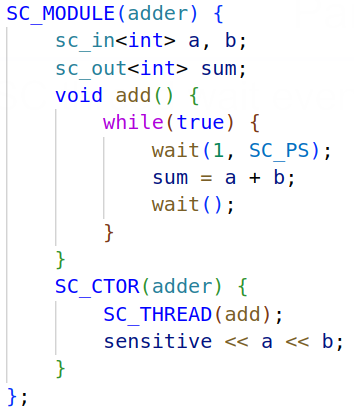 SC_MODULE(adder) {
    sc_in<int> a, b;
    sc_out<int> sum;
    void add() {
        while(true) {
            wait(1, SC_PS);
            sum = a + b;
            wait();
        }
    }
    SC_CTOR(adder) {
        SC_THREAD(add);
        sensitive << a << b;
    }
};